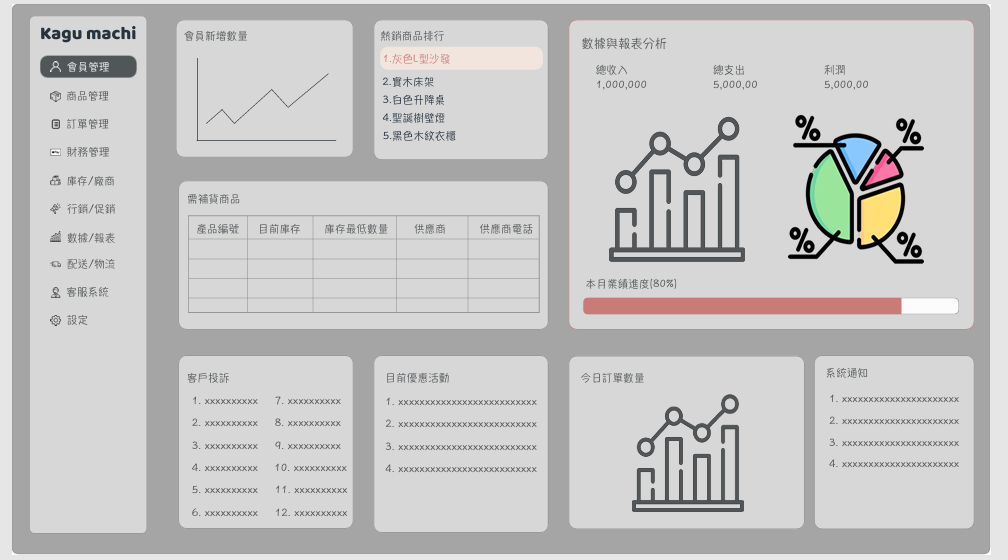 Kagu machi
會員管理
商品管理
訂單管理
財務管理
庫存/廠商
行銷/促銷
數據/報表
配送/物流
客服系統
設定
會員新增數量
熱銷商品排行
1.灰色L型沙發
2.實木床架
3.白色升降桌
4.聖誕樹壁燈
5.黑色木紋衣櫃
數據與報表分析
總收入 總支出 利潤
1,000,000 5,000,00 5,000,00
% %
% %
本月業績進度(80%)
需補貨商品
產品編號 目前庫存 庫存最低數量 供應商 供應商電話
客戶投訴
1. xxxxxxxxxx 7. xxxxxxxxxx
2. xxxxxxxxxx 8. xxxxxxxxxx
3. xxxxxxxxxx 9. xxxxxxxxxx
4. xxxxxxxxxx 10. xxxxxxxxxx
5. xxxxxxxxxx 11. xxxxxxxxxx
6. xxxxxxxxxx 12. xxxxxxxxxx
目前優惠活動
1. xxxxxxxxxxxxxxxxxxxxxxxxxx
2. xxxxxxxxxxxxxxxxxxxxxxxxxx
3. xxxxxxxxxxxxxxxxxxxxxxxxxx
4. xxxxxxxxxxxxxxxxxxxxxxxxxx
今日訂單數量
系統通知
1. xxxxxxxxxxxxxxxxxxxxxx
2. xxxxxxxxxxxxxxxxxxxxxx
3. xxxxxxxxxxxxxxxxxxxxxx
4. xxxxxxxxxxxxxxxxxxxxxx